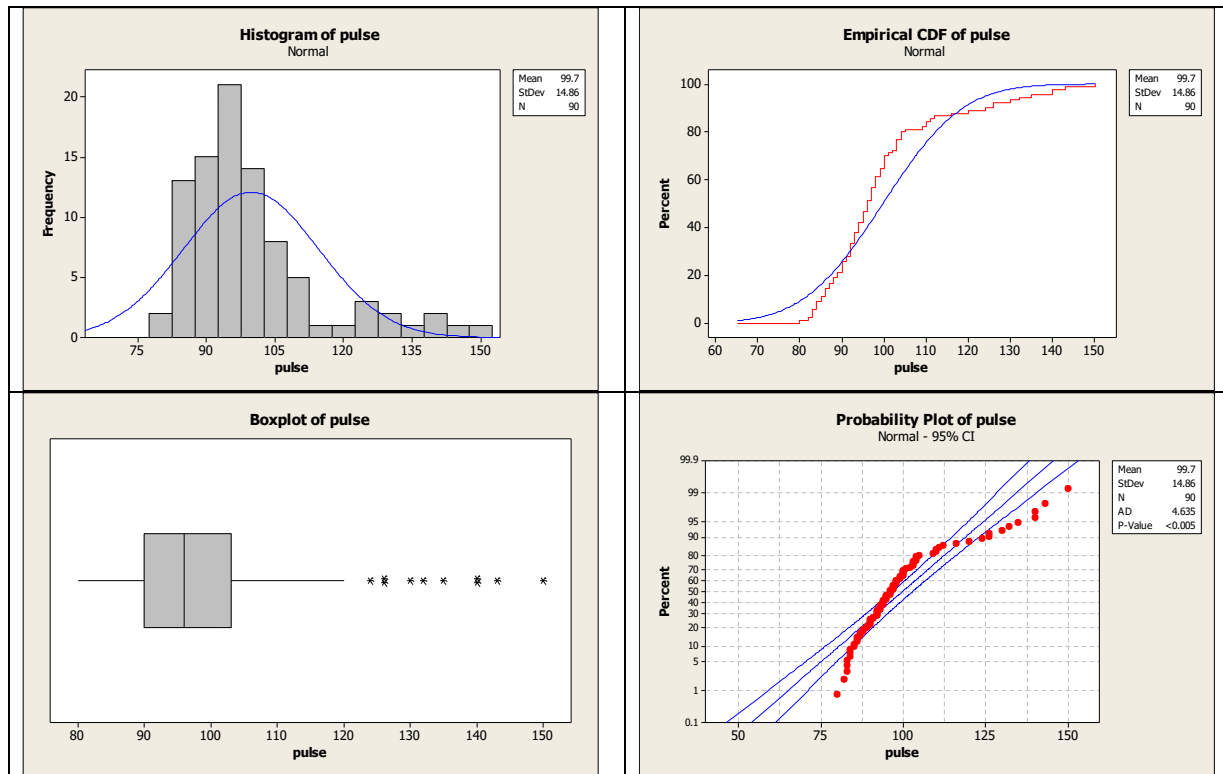 Histogram of pulse
Normal
Mean 99.7
StDev 14.86
N 90
Frequency
20
15
10
5
0
75 90 105 120 135 150
pulse
Empirical CDF of pulse
Normal
Mean 99.7
StDev 14.86
N 90
Percent
100
80
60
40
20
0
60 70 80 90 100 110 120 130 140 150
pulse
Boxplot of pulse
80 90 100 110 120 130 140 150
pulse
Probability Plot of pulse
Normal - 95% CI
Mean 99.7
StDev 14.86
N 90
AD 4.635
P-Value <0.005
Percent
99.9
99
95
90
80
70
60
50
40
30
20
10
5
1
0.1
50 75 100 125 150
pulse